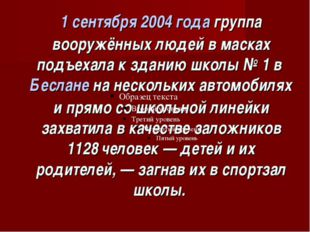 1 сентября 2004 года группа
вооружённых людей в масках
подъехала к зданию школы № 1 в
Беслане на нескольких автомобилях
Образец текста
и прямо со школьной линейки
Третий уровень
захватила в качестве заложников
Пятый уровень
1128 человек — детей и их
родителей, — загнав их в спортзал
школы.